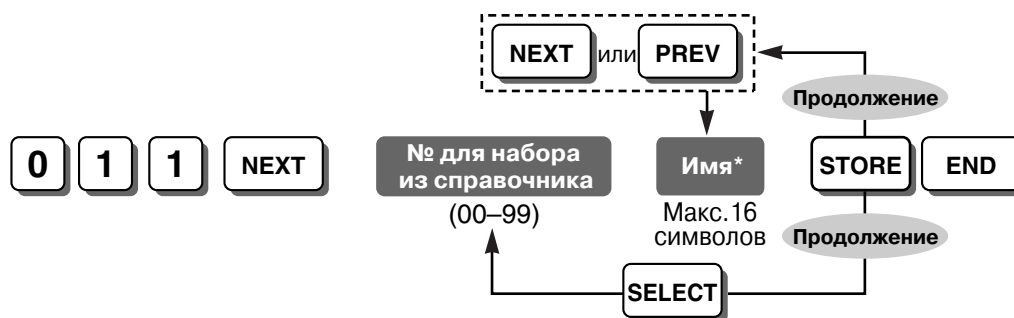 NEXT или PREV
Продолжение
0 1 1 NEXT
№ для набора
из справочника
(00–99)
Имя*
Макс.16
символов
STORE END
Продолжение
SELECT